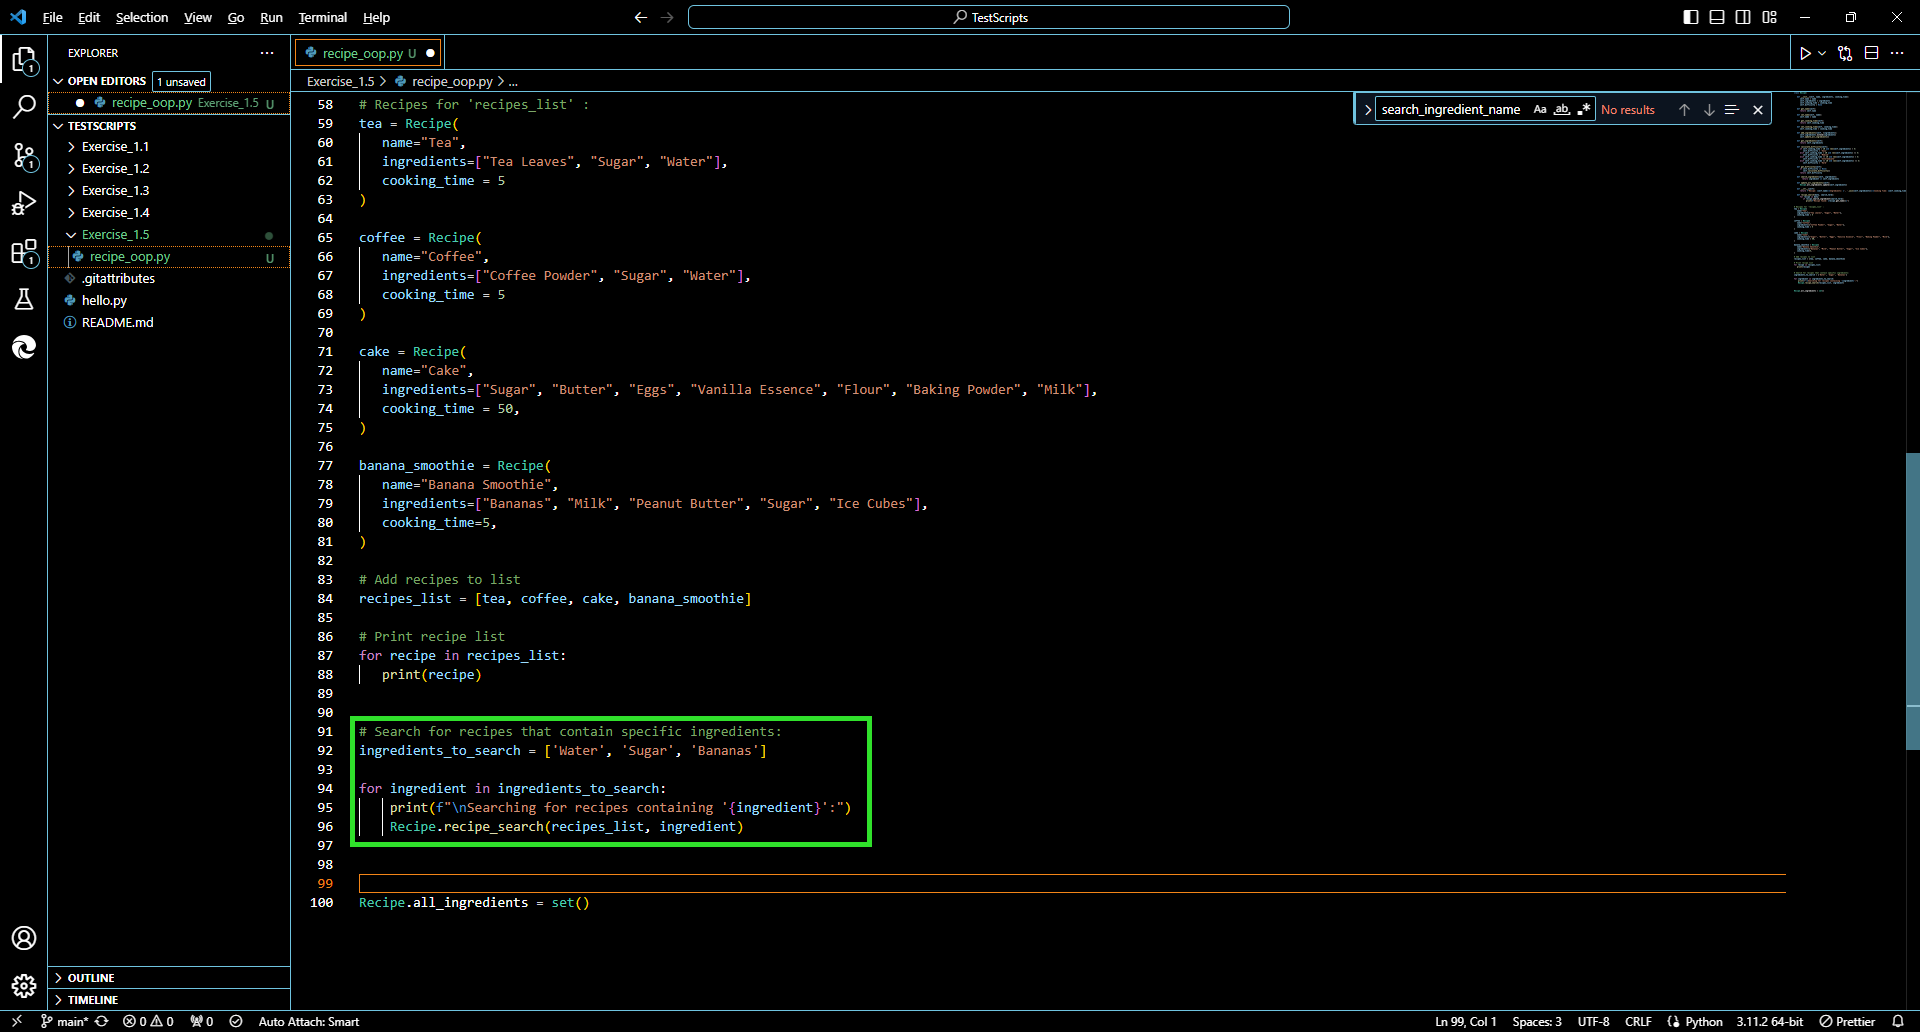 File Edit Selection View Go Run Terminal Help
TestScripts
EXPLORER
OPEN EDITORS 1 unsaved
recipe_oop.py Exercise_1.5 U
TESTSCRIPTS
Exercise_1.1
Exercise_1.2
Exercise_1.3
Exercise_1.4
Exercise_1.5
recipe_oop.py U
.gitattributes
hello.py
README.md
OUTLINE
TIMELINE
recipe_oop.py U
Exercise_1.5 > recipe_oop.py > ...
search_ingredient_name Aa ab .* No results
58 # Recipes for 'recipes_list' :
59 tea = Recipe(
60 name="Tea",
61 ingredients=["Tea Leaves", "Sugar", "Water"],
62 cooking_time = 5
63 )
64
65 coffee = Recipe(
66 name="Coffee",
67 ingredients=["Coffee Powder", "Sugar", "Water"],
68 cooking_time = 5
69 )
70
71 cake = Recipe(
72 name="Cake",
73 ingredients=["Sugar", "Butter", "Eggs", "Vanilla Essence", "Flour", "Baking Powder", "Milk"],
74 cooking_time = 50,
75 )
76
77 banana_smoothie = Recipe(
78 name="Banana Smoothie",
79 ingredients=["Bananas", "Milk", "Peanut Butter", "Sugar", "Ice Cubes"],
80 cooking_time=5,
81 )
82
83 # Add recipes to list
84 recipes_list = [tea, coffee, cake, banana_smoothie]
85
86 # Print recipe list
87 for recipe in recipes_list:
88 print(recipe)
89
90
91 # Search for recipes that contain specific ingredients:
92 ingredients_to_search = ['Water', 'Sugar', 'Bananas']
93
94 for ingredient in ingredients_to_search:
95 print(f"\nSearching for recipes containing '{ingredient}':")
96 Recipe.recipe_search(recipes_list, ingredient)
97
98
99
100 Recipe.all_ingredients = set()
main* 0 0 0 Auto Attach: Smart
Ln 99, Col 1 Spaces: 3 UTF-8 CRLF Python 3.11.2 64-bit Prettier